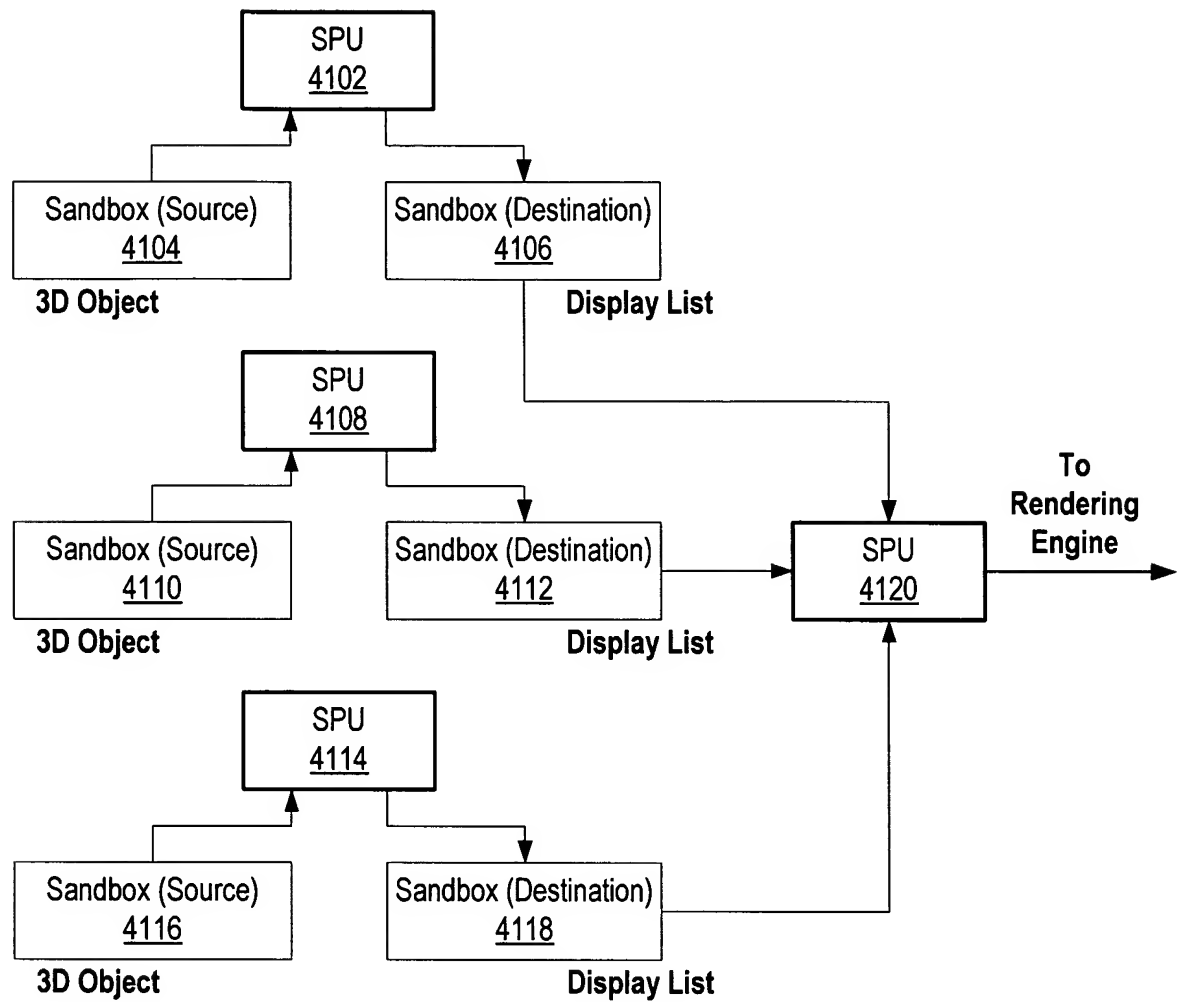 SPU
4102
Sandbox (Source)
4104
3D Object
Sandbox (Destination)
4106
Display List
SPU
4108
Sandbox (Source)
4110
3D Object
Sandbox (Destination)
4112
Display List
SPU
4120
To
Rendering
Engine
SPU
4114
Sandbox (Source)
4116
3D Object
Sandbox (Destination)
4118
Display List